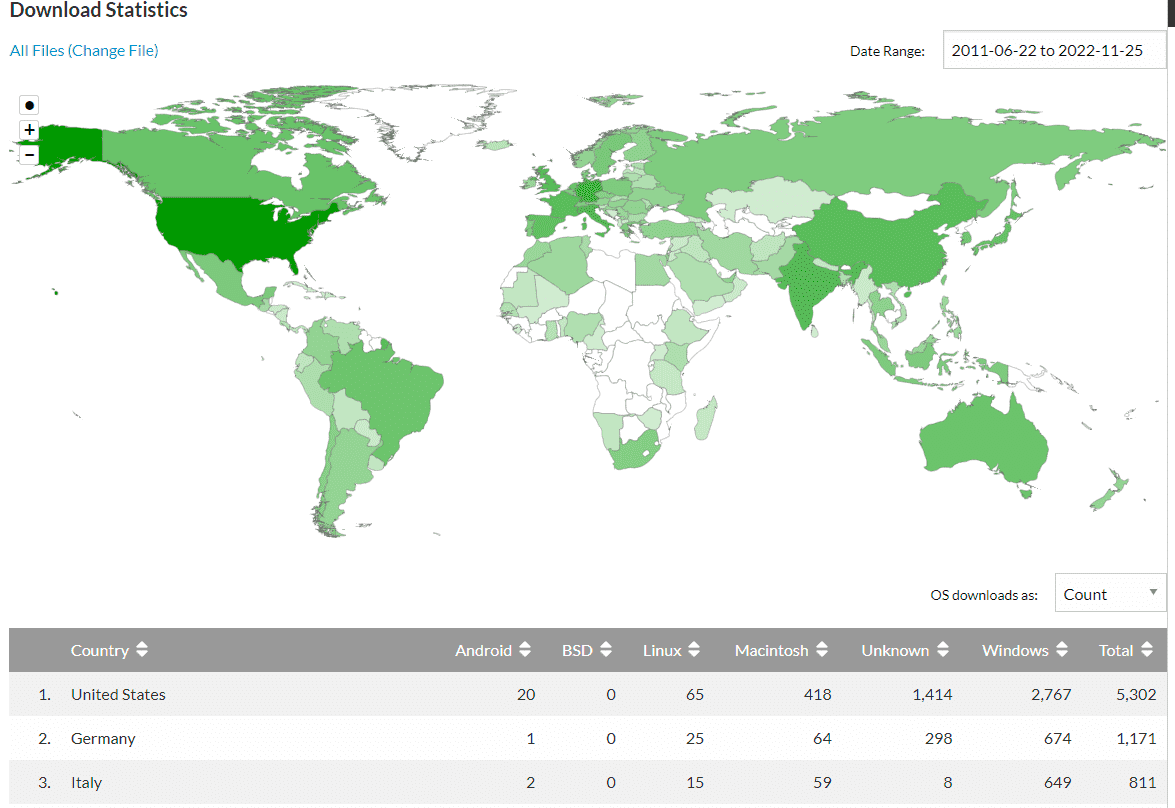 Download Statistics
All Files (Change File)
Date Range: 2011-06-22 to 2022-11-25
+
−
OS downloads as: Count
Country Android BSD Linux Macintosh Unknown Windows Total
1. United States 20 0 65 418 1,414 2,767 5,302
2. Germany 1 0 25 64 298 674 1,171
3. Italy 2 0 15 59 8 649 811